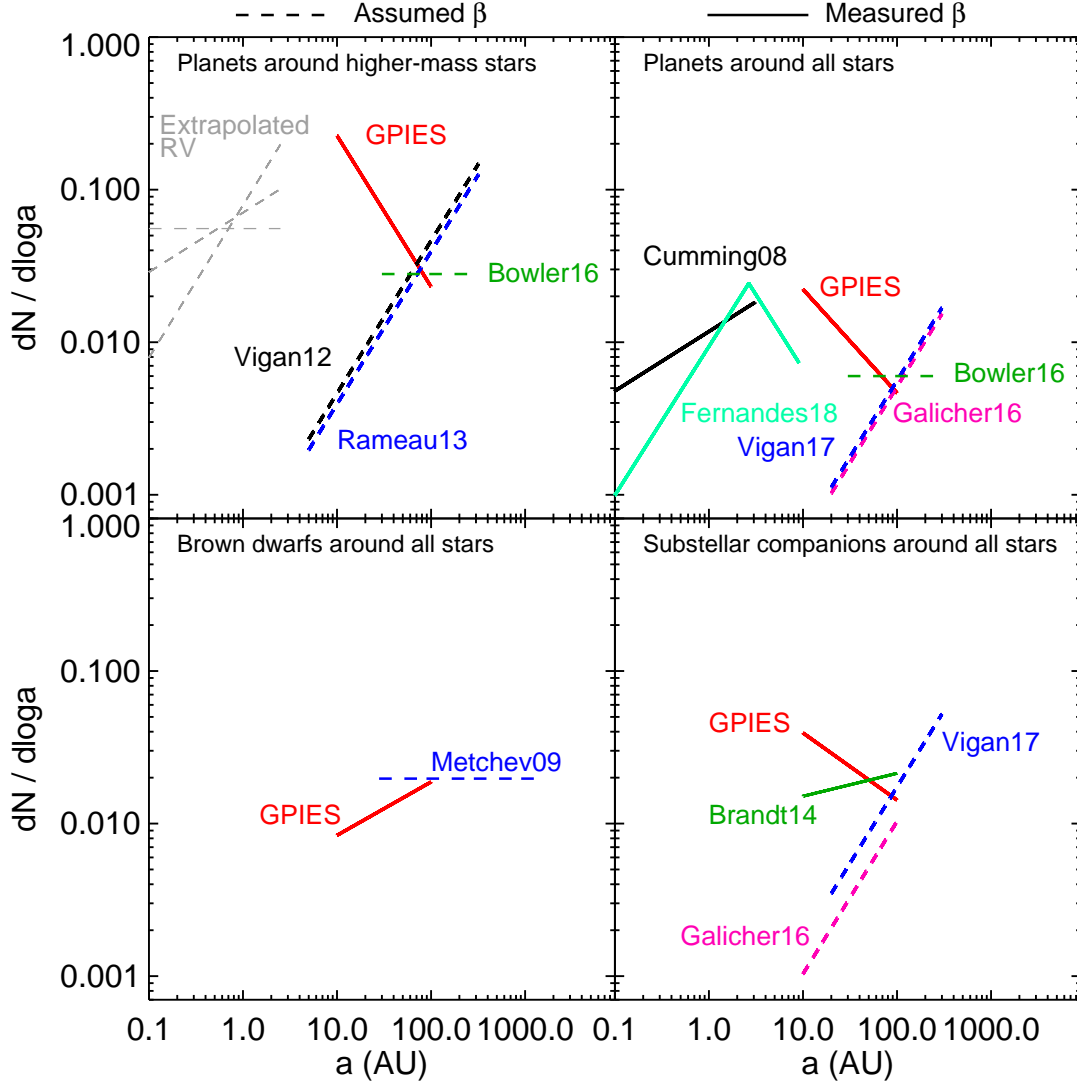 Assumed β
Measured β
Planets around higher-mass stars
Planets around all stars
Extrapolated
RV
GPIES
Bowler16
Vigan12
Rameau13
Cumming08
GPIES
Bowler16
Fernandes18
Galicher16
Vigan17
1.000
0.100
0.010
0.001
dN / dloga
Brown dwarfs around all stars
Substellar companions around all stars
Metchev09
GPIES
GPIES
Vigan17
Brandt14
Galicher16
1.000
0.100
0.010
0.001
dN / dloga
0.1 1.0 10.0 100.0 1000.0
0.1 1.0 10.0 100.0 1000.0
a (AU)
a (AU)